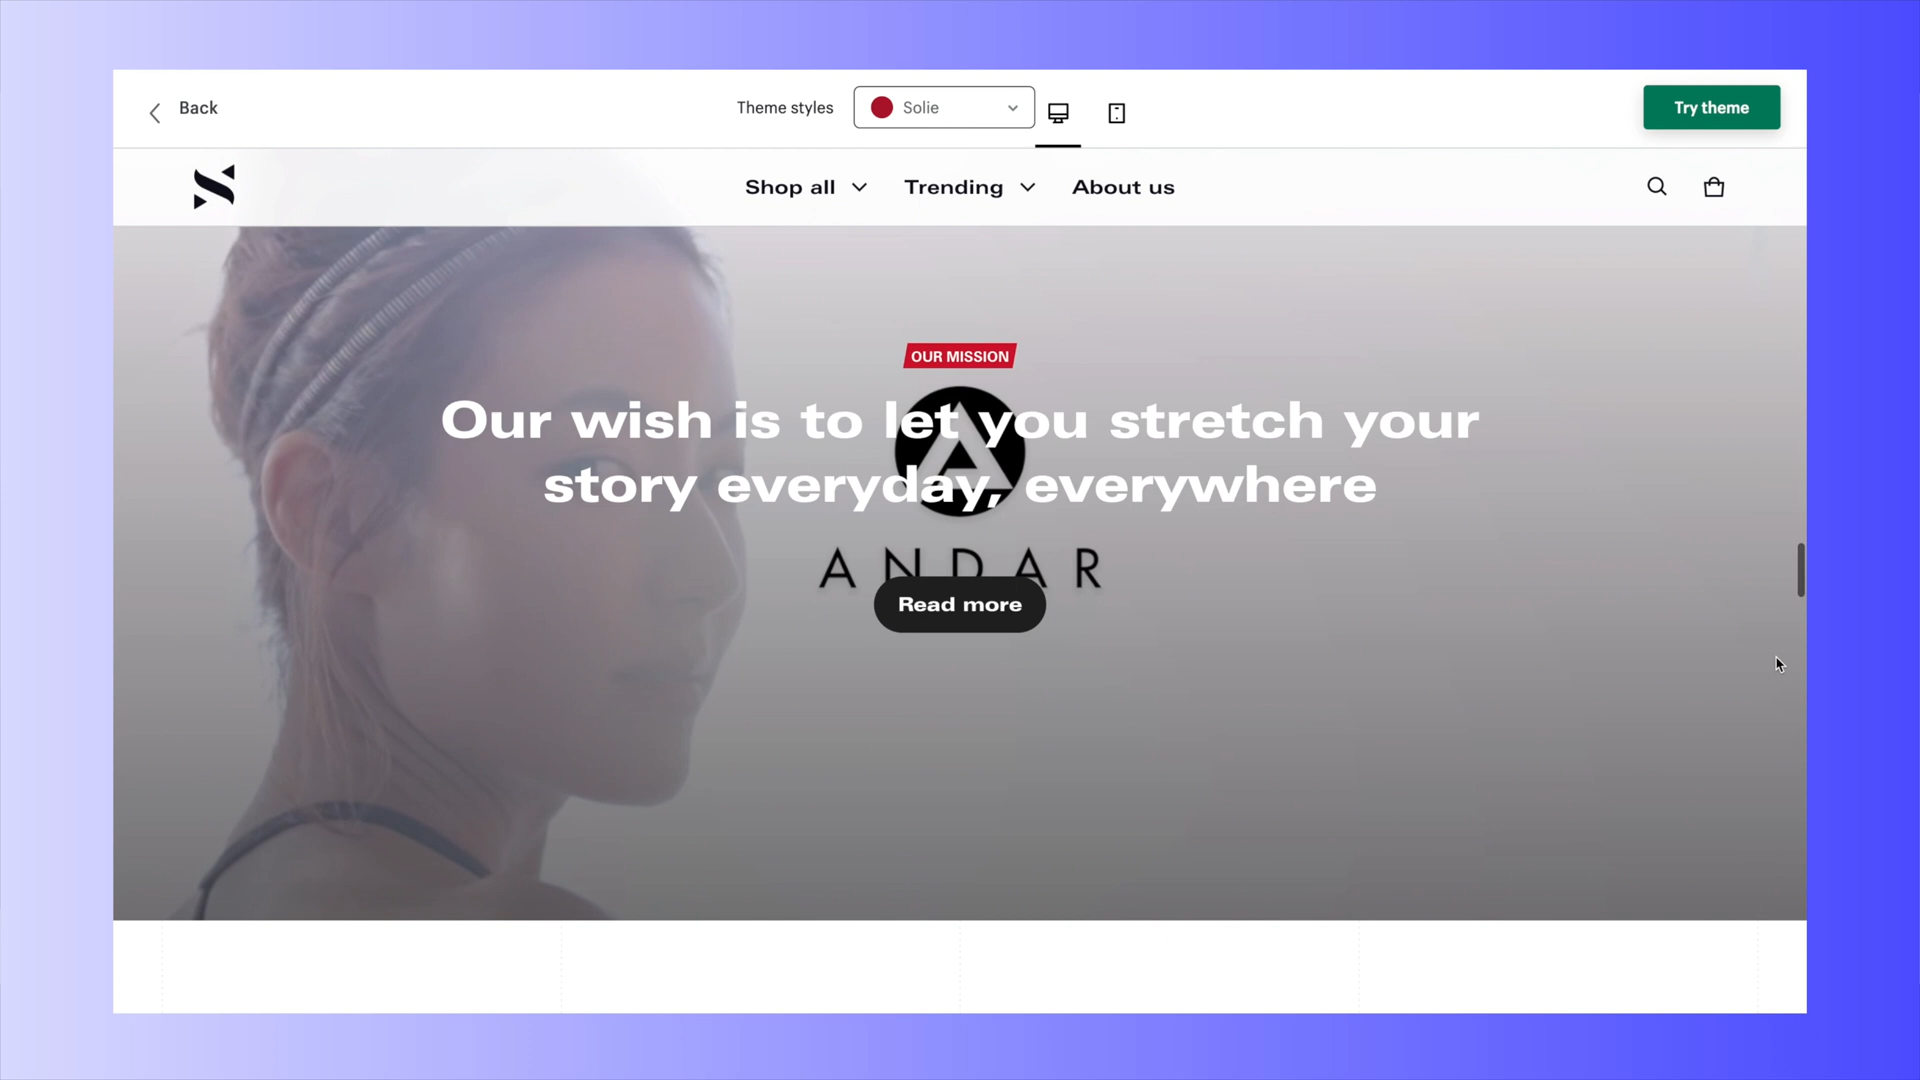 Back
Theme styles
Solie
Try theme
Shop all
Trending
About us
OUR MISSION
Our wish is to let you stretch your
story everyday, everywhere
ANDAR
Read more